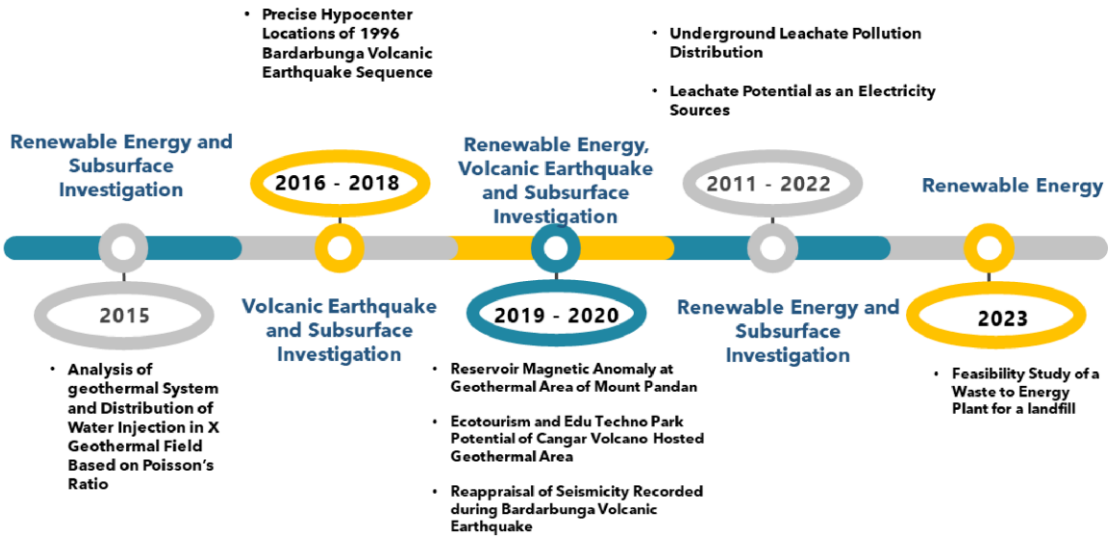 Renewable Energy and
Subsurface
Investigation
2015
• Analysis of
geothermal System
and Distribution of
Water Injection in X
Geothermal Field
Based on Poisson's
Ratio
• Precise Hypocenter
Locations of 1996
Bardarbunga Volcanic
Earthquake Sequence
2016 - 2018
Volcanic Earthquake
and Subsurface
Investigation
Renewable Energy,
Volcanic Earthquake
and Subsurface
Investigation
2019 - 2020
• Reservoir Magnetic Anomaly at
Geothermal Area of Mount Pandan
• Ecotourism and Edu Techno Park
Potential of Cangar Volcano Hosted
Geothermal Area
• Reappraisal of Seismicity Recorded
during Bardarbunga Volcanic
Earthquake
• Underground Leachate Pollution
Distribution
• Leachate Potential as an Electricity
Sources
2011 - 2022
Renewable Energy and
Subsurface
Investigation
Renewable Energy
2023
• Feasibility Study of a
Waste to Energy
Plant for a landfill